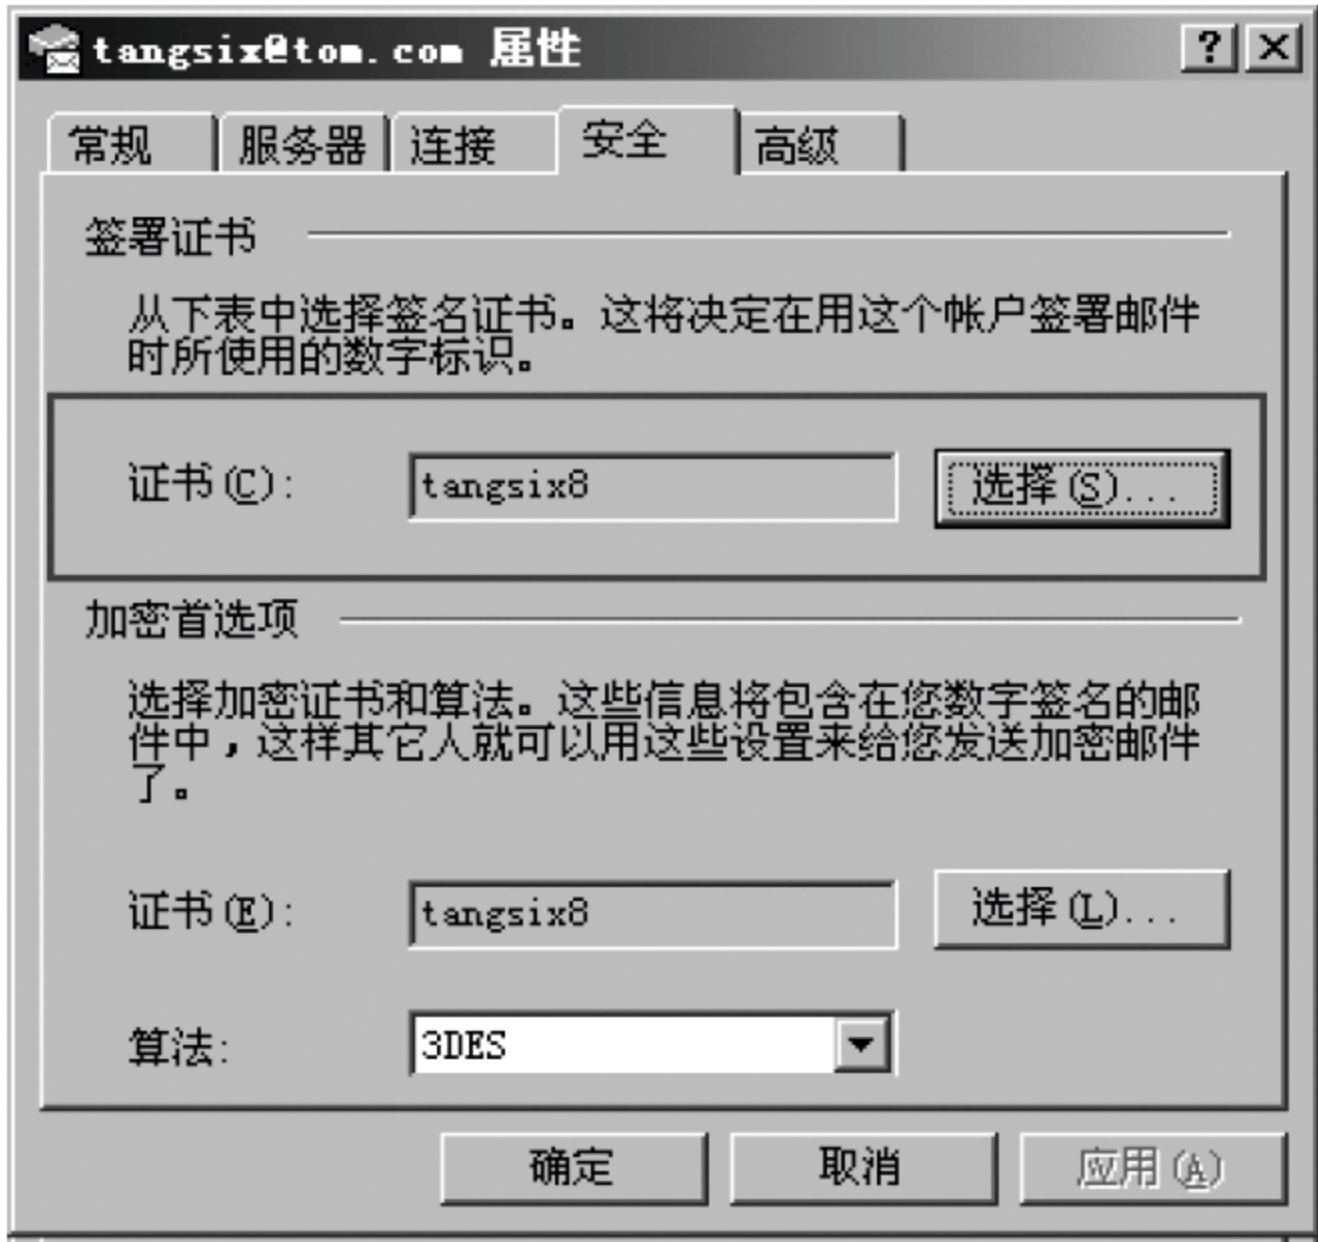 tangsix@tom.com 属性
常规 服务器 连接 安全 高级
签署证书
从下表中选择签名证书。这将决定在用这个帐户签署邮件
时所使用的数字标识。
证书(C): tangsix8 选择(S)...
加密首选项
选择加密证书和算法。这些信息将包含在您数字签名的邮
件中，这样其它人就可以用这些设置来给您发送加密邮件
了。
证书(E): tangsix8 选择(L)...
算法: 3DES
确定 取消 应用(A)